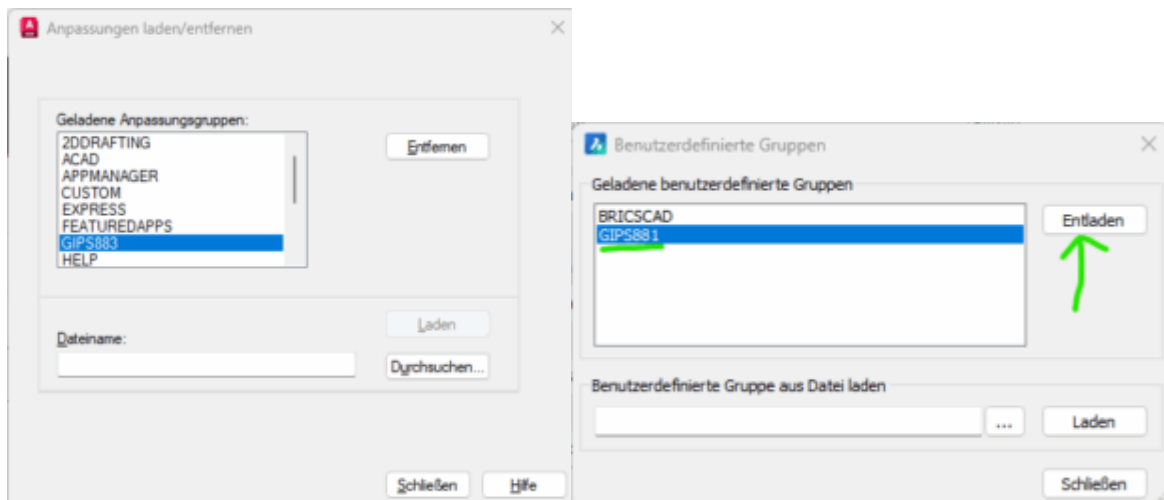 Anpassungen laden/entfernen
Geladene Anpassungsgruppen:
2DDRAFTING
ACAD
APPMANAGER
CUSTOM
EXPRESS
FEATUREDAPPS
GIPS883
HELP
Entfernen
Laden
Dateiname:
Durchsuchen...
Schließen
Hilfe
Benutzerdefinierte Gruppen
Geladene benutzerdefinierte Gruppen
BRICSCAD
GIPS881
Entladen
Benutzerdefinierte Gruppe aus Datei laden
...
Laden
Schließen